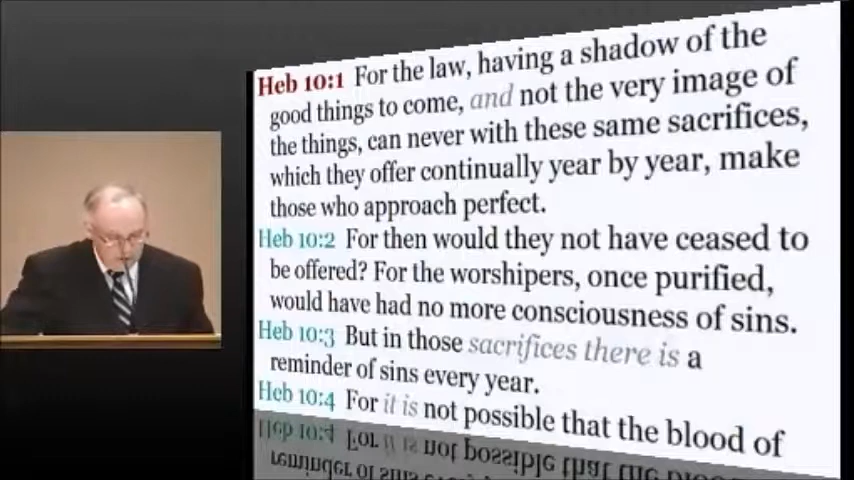 Heb 10:1 For the law, having a shadow of the
good things to come, and not the very image of
the things, can never with these same sacrifices,
which they offer continually year by year, make
those who approach perfect.
Heb 10:2 For then would they not have ceased to
be offered? For the worshipers, once purified,
would have had no more consciousness of sins.
Heb 10:3 But in those sacrifices there is a
reminder of sins every year.
Heb 10:4 For it is not possible that the blood of